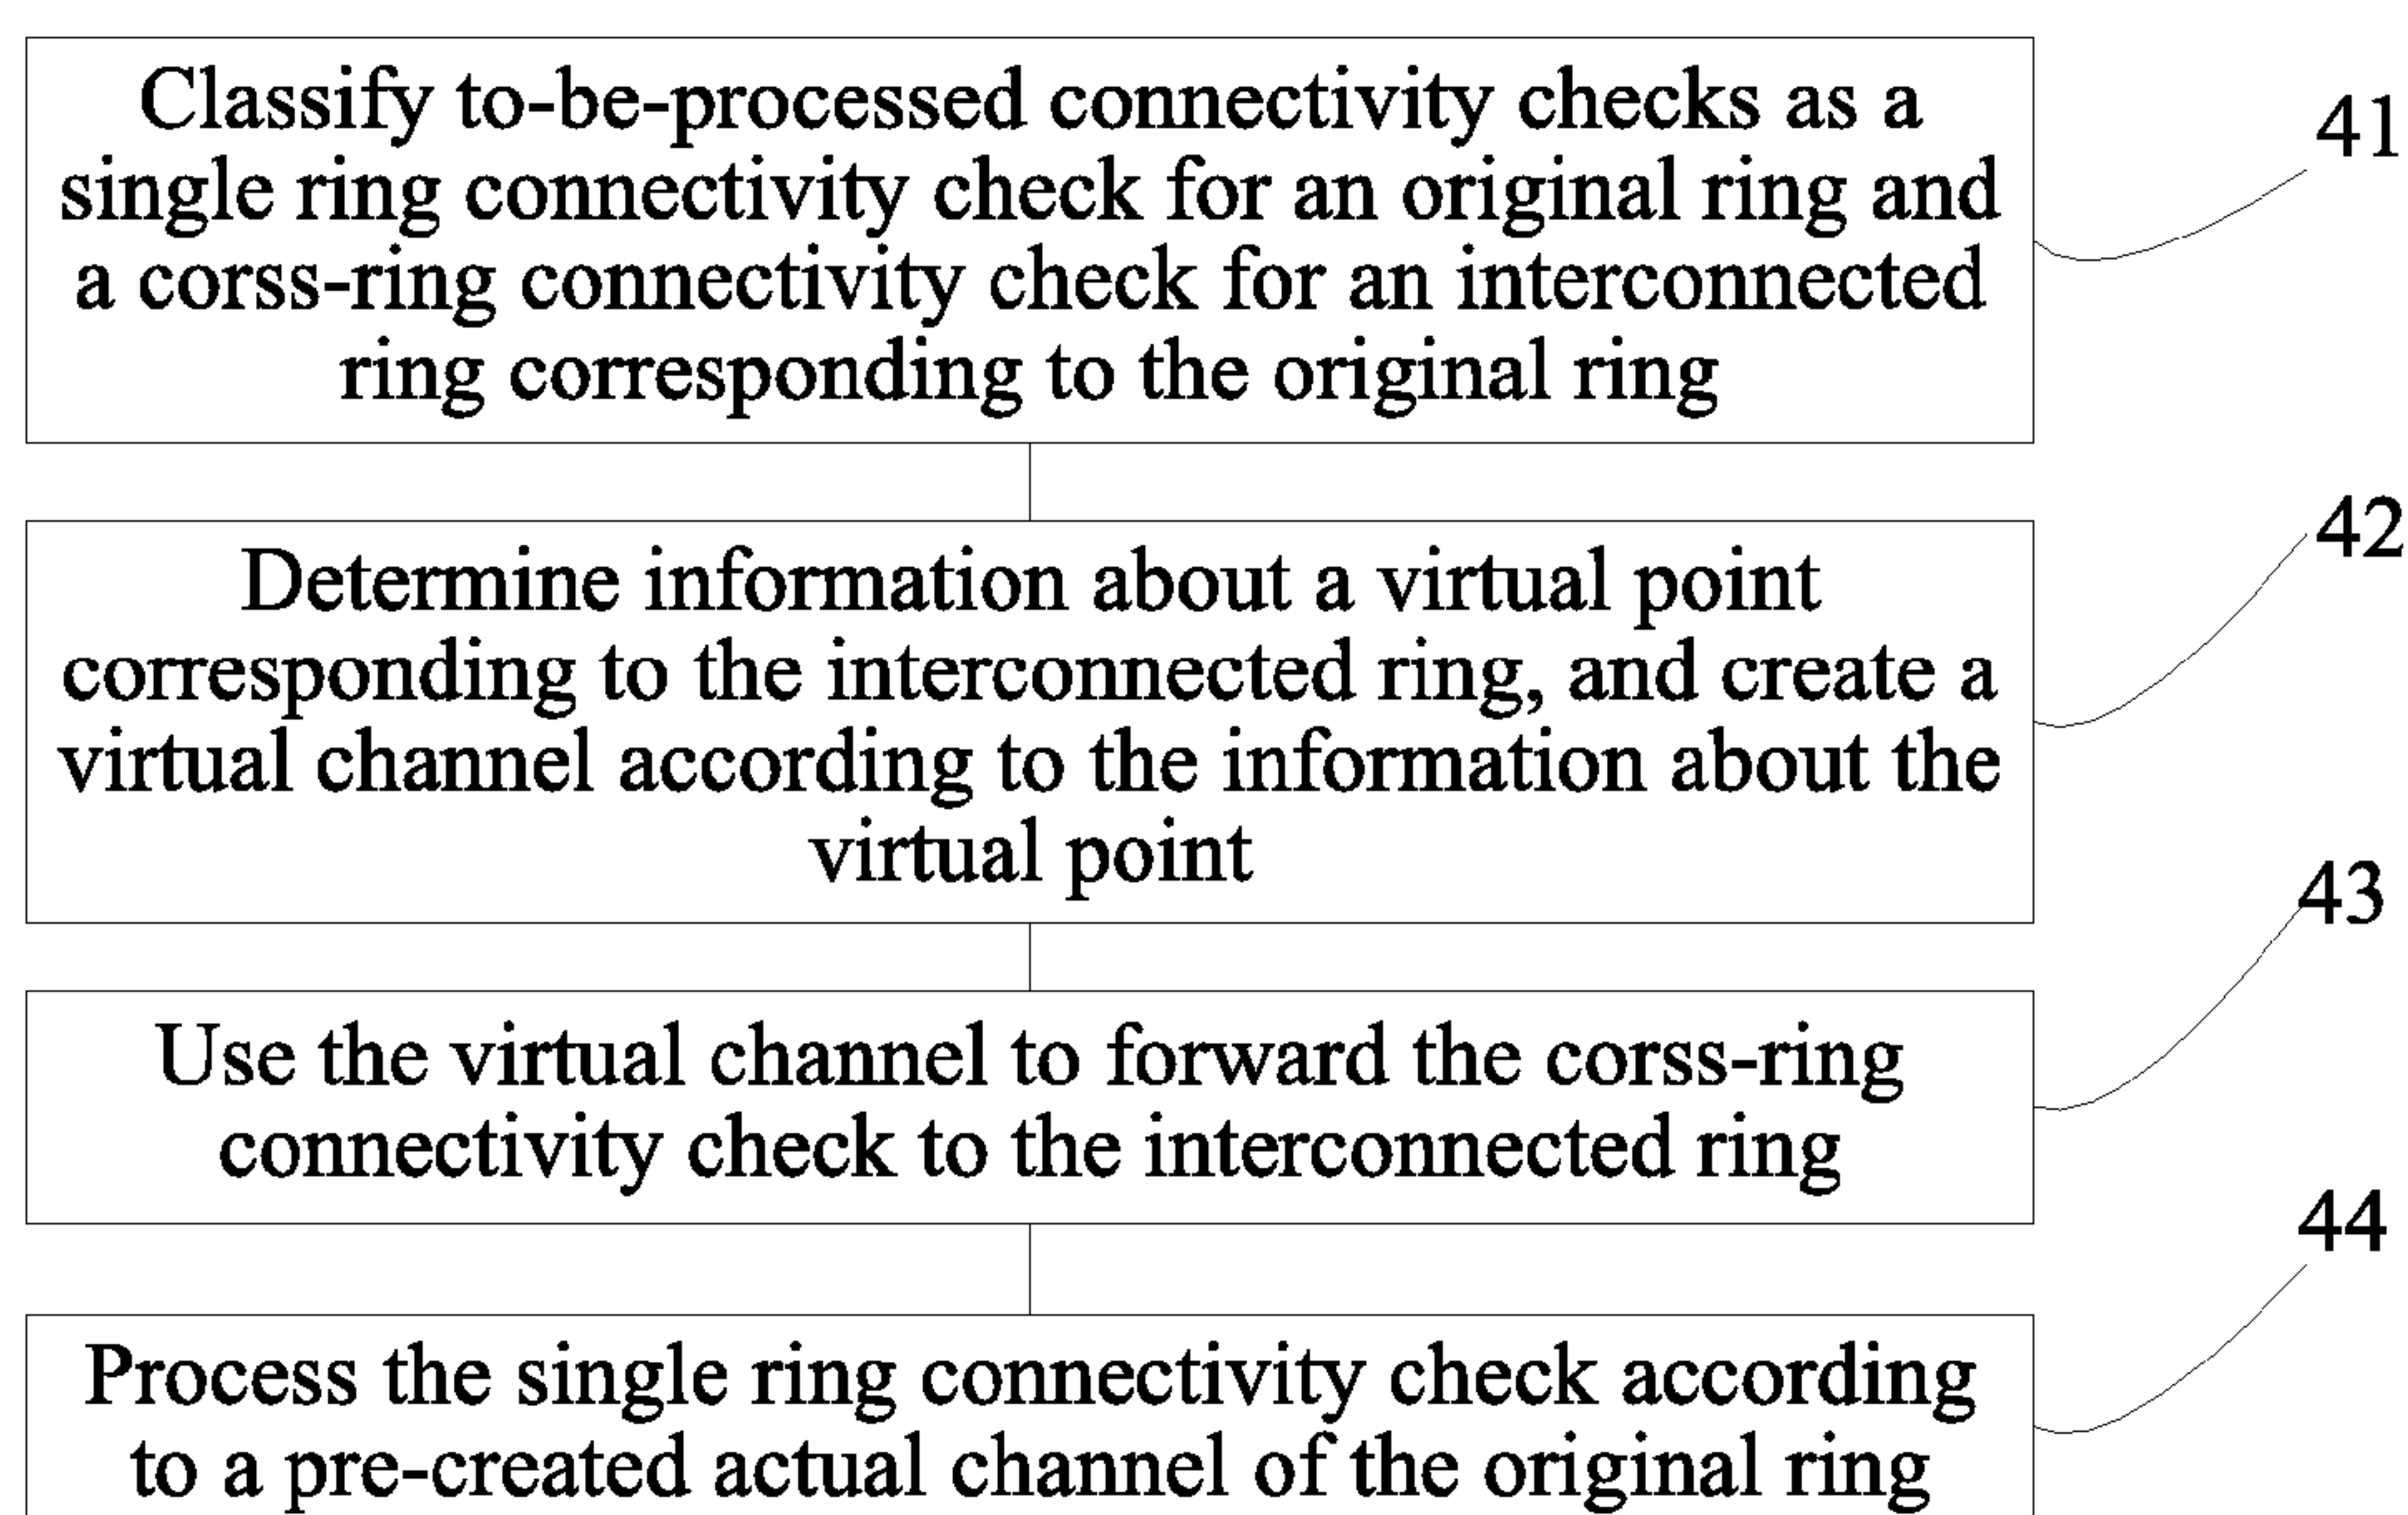 Classify to-be-processed connectivity checks as a
single ring connectivity check for an original ring and
a corss-ring connectivity check for an interconnected
ring corresponding to the original ring
41
Determine information about a virtual point
corresponding to the interconnected ring, and create a
virtual channel according to the information about the
virtual point
42
Use the virtual channel to forward the corss-ring
connectivity check to the interconnected ring
43
Process the single ring connectivity check according
to a pre-created actual channel of the original ring
44